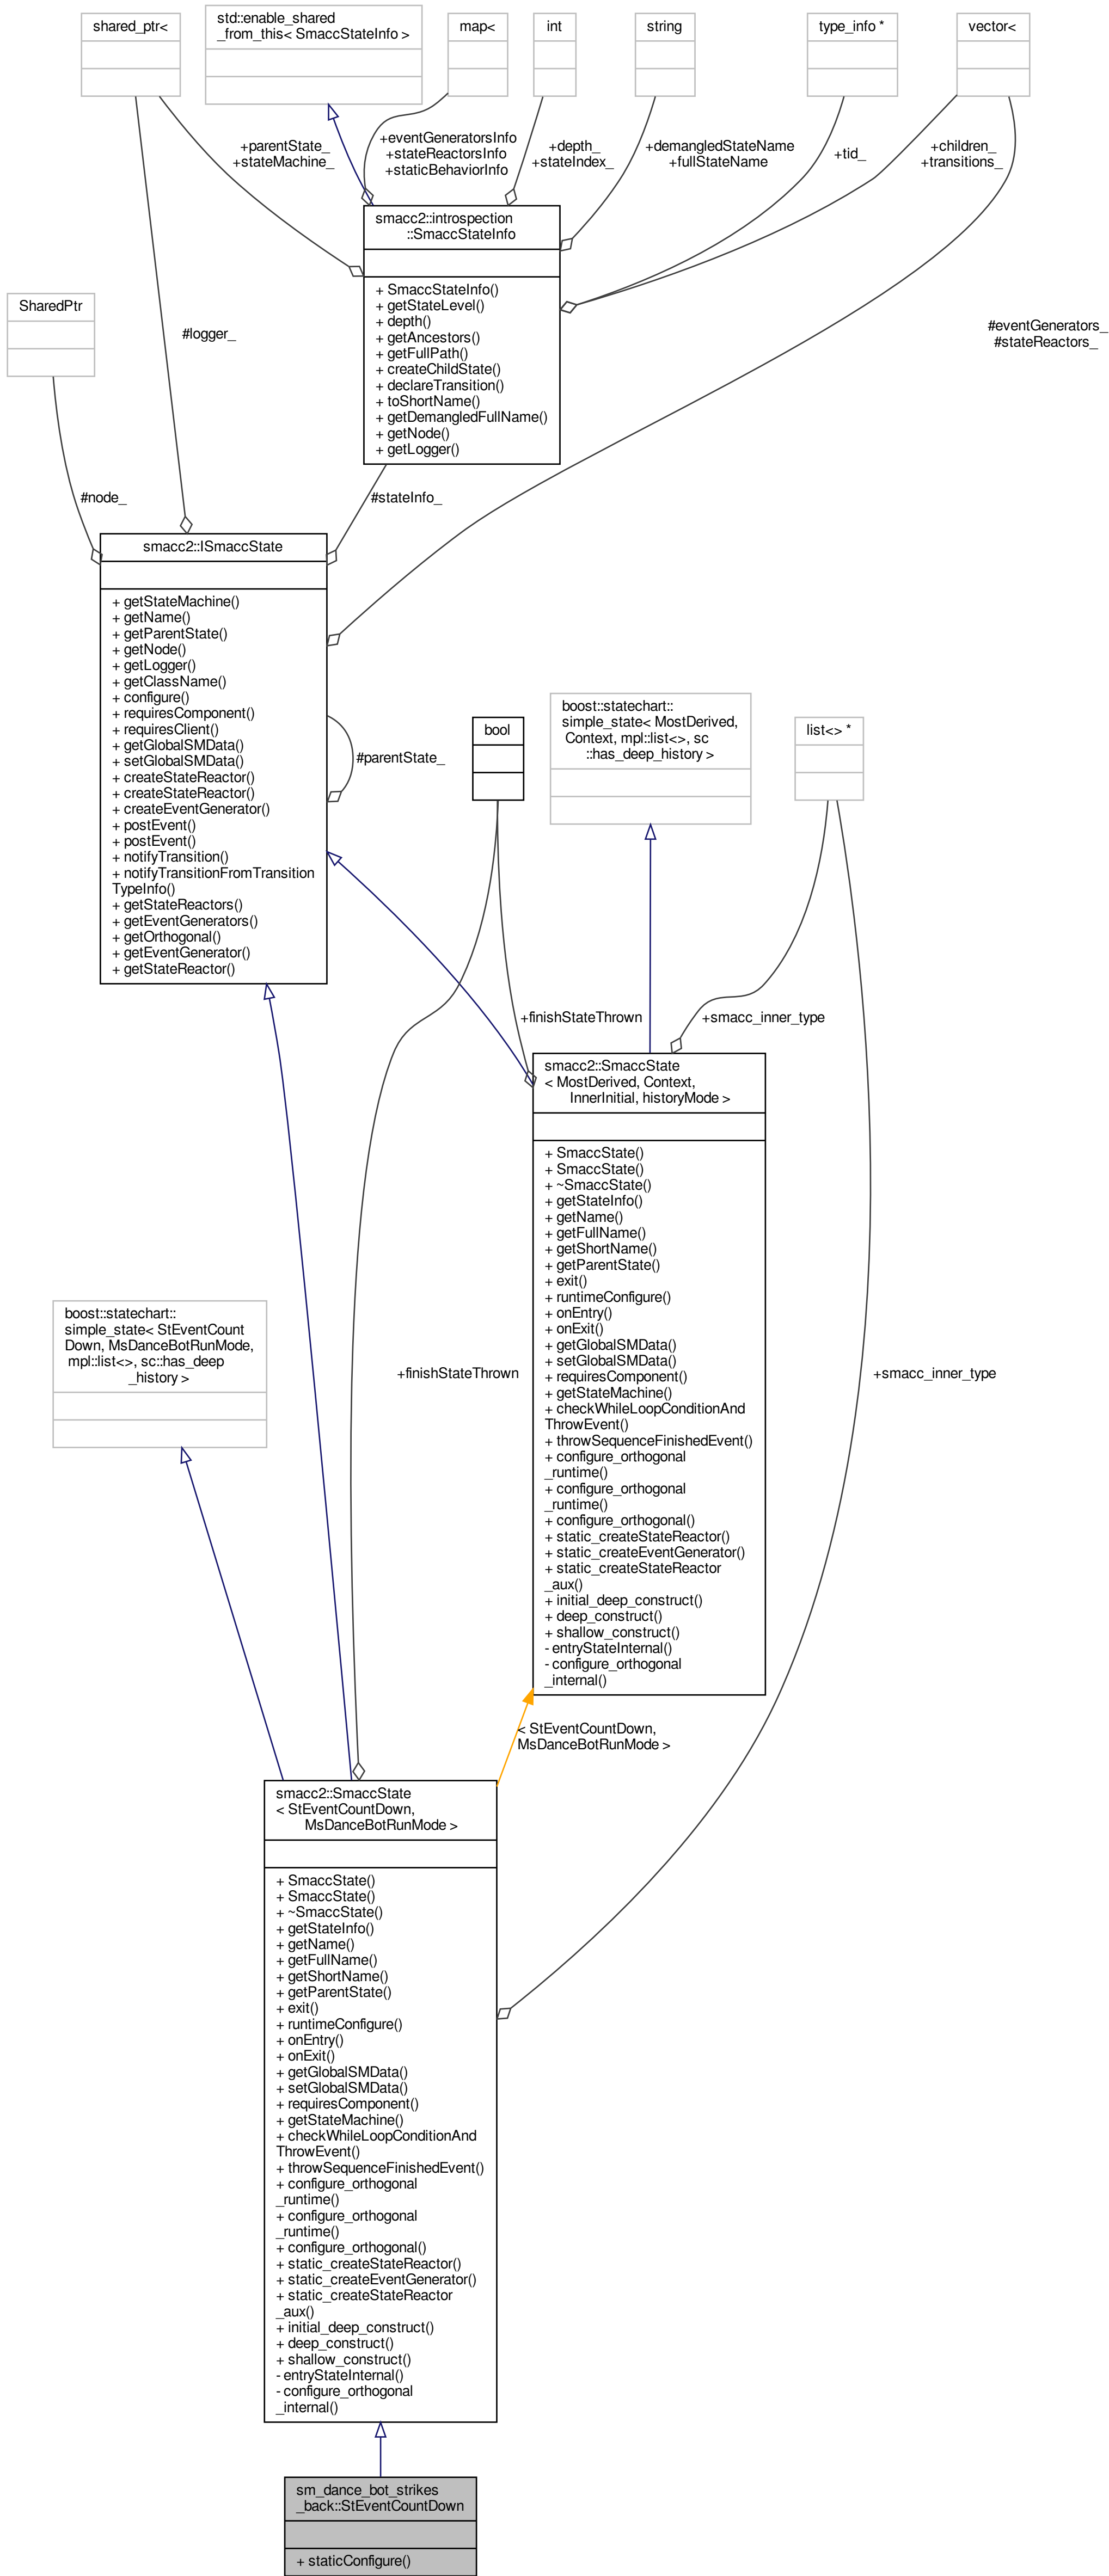 shared_ptr<
std::enable_shared
_from_this< SmaccStateInfo >
map<
int
string
type_info *
vector<
+parentState_
+stateMachine_
+eventGeneratorsInfo
+stateReactorsInfo
+staticBehaviorInfo
+depth_
+stateIndex_
+demangledStateName
+fullStateName
+tid_
+children_
+transitions_
smacc2::introspection
::SmaccStateInfo
+ SmaccStateInfo()
+ getStateLevel()
+ depth()
+ getAncestors()
+ getFullPath()
+ createChildState()
+ declareTransition()
+ toShortName()
+ getDemangledFullName()
+ getNode()
+ getLogger()
SharedPtr
#logger_
#eventGenerators_
#stateReactors_
#node_
#stateInfo_
smacc2::ISmaccState
+ getStateMachine()
+ getName()
+ getParentState()
+ getNode()
+ getLogger()
+ getClassName()
+ configure()
+ requiresComponent()
+ requiresClient()
+ getGlobalSMData()
+ setGlobalSMData()
+ createStateReactor()
+ createStateReactor()
+ createEventGenerator()
+ postEvent()
+ postEvent()
+ notifyTransition()
+ notifyTransitionFromTransition
TypeInfo()
+ getStateReactors()
+ getEventGenerators()
+ getOrthogonal()
+ getEventGenerator()
+ getStateReactor()
#parentState_
bool
boost::statechart::
simple_state< MostDerived,
Context, mpl::list<>, sc
::has_deep_history >
list<> *
+finishStateThrown
+smacc_inner_type
smacc2::SmaccState
< MostDerived, Context,
InnerInitial, historyMode >
+ SmaccState()
+ SmaccState()
+ ~SmaccState()
+ getStateInfo()
+ getName()
+ getFullName()
+ getShortName()
+ getParentState()
+ exit()
+ runtimeConfigure()
+ onEntry()
+ onExit()
+ getGlobalSMData()
+ setGlobalSMData()
+ requiresComponent()
+ getStateMachine()
+ checkWhileLoopConditionAnd
ThrowEvent()
+ throwSequenceFinishedEvent()
+ configure_orthogonal
_runtime()
+ configure_orthogonal
_runtime()
+ configure_orthogonal()
+ static_createStateReactor()
+ static_createEventGenerator()
+ static_createStateReactor
_aux()
+ initial_deep_construct()
+ deep_construct()
+ shallow_construct()
- entryStateInternal()
- configure_orthogonal
_internal()
boost::statechart::
simple_state< StEventCount
Down, MsDanceBotRunMode,
mpl::list<>, sc::has_deep
_history >
+finishStateThrown
+smacc_inner_type
< StEventCountDown,
MsDanceBotRunMode >
smacc2::SmaccState
< StEventCountDown,
MsDanceBotRunMode >
+ SmaccState()
+ SmaccState()
+ ~SmaccState()
+ getStateInfo()
+ getName()
+ getFullName()
+ getShortName()
+ getParentState()
+ exit()
+ runtimeConfigure()
+ onEntry()
+ onExit()
+ getGlobalSMData()
+ setGlobalSMData()
+ requiresComponent()
+ getStateMachine()
+ checkWhileLoopConditionAnd
ThrowEvent()
+ throwSequenceFinishedEvent()
+ configure_orthogonal
_runtime()
+ configure_orthogonal
_runtime()
+ configure_orthogonal()
+ static_createStateReactor()
+ static_createEventGenerator()
+ static_createStateReactor
_aux()
+ initial_deep_construct()
+ deep_construct()
+ shallow_construct()
- entryStateInternal()
- configure_orthogonal
_internal()
sm_dance_bot_strikes
_back::StEventCountDown
+ staticConfigure()